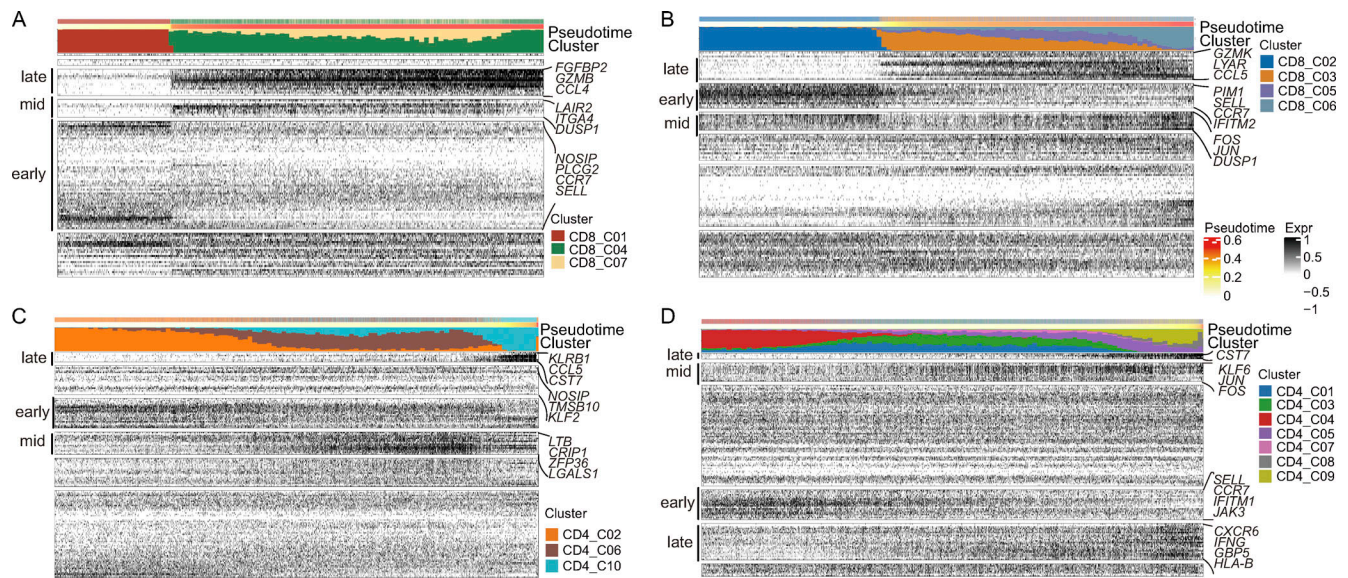 A
Pseudotime
Cluster
late
mid
early
FGFBP2
GZMB
CCL4
LAIR2
ITGA4
DUSP1
NOSIP
PLCG2
CCR7
SELL
Cluster
CD8_C01
CD8_C04
CD8_C07
B
Pseudotime
Cluster
late
early
mid
GZMK
LYAR
CCL5
PIM1
SELL
CCR7
IFITM2
FOS
JUN
DUSP1
Cluster
CD8_C02
CD8_C03
CD8_C05
CD8_C06
Pseudotime
0.6
0.4
0.2
0
Expr
1
0
−0.5
−1
C
Pseudotime
Cluster
late
early
mid
KLRB1
CCL5
CST7
NOSIP
TMSB10
KLF2
LTB
CRIP1
ZFP36
LGALS1
Cluster
CD4_C02
CD4_C06
CD4_C10
D
Pseudotime
Cluster
late
mid
early
late
CST7
KLF6
JUN
FOS
SELL
CCR7
IFITM1
JAK3
CXCR6
IFNG
GBP5
HLA-B
Cluster
CD4_C01
CD4_C03
CD4_C04
CD4_C05
CD4_C07
CD4_C08
CD4_C09